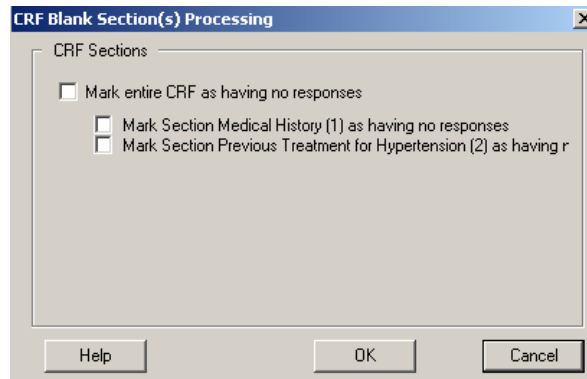 CRF Blank Section(s) Processing
CRF Sections
Mark entire CRF as having no responses
Mark Section Medical History (1) as having no responses
Mark Section Previous Treatment for Hypertension (2) as having r
Help OK Cancel